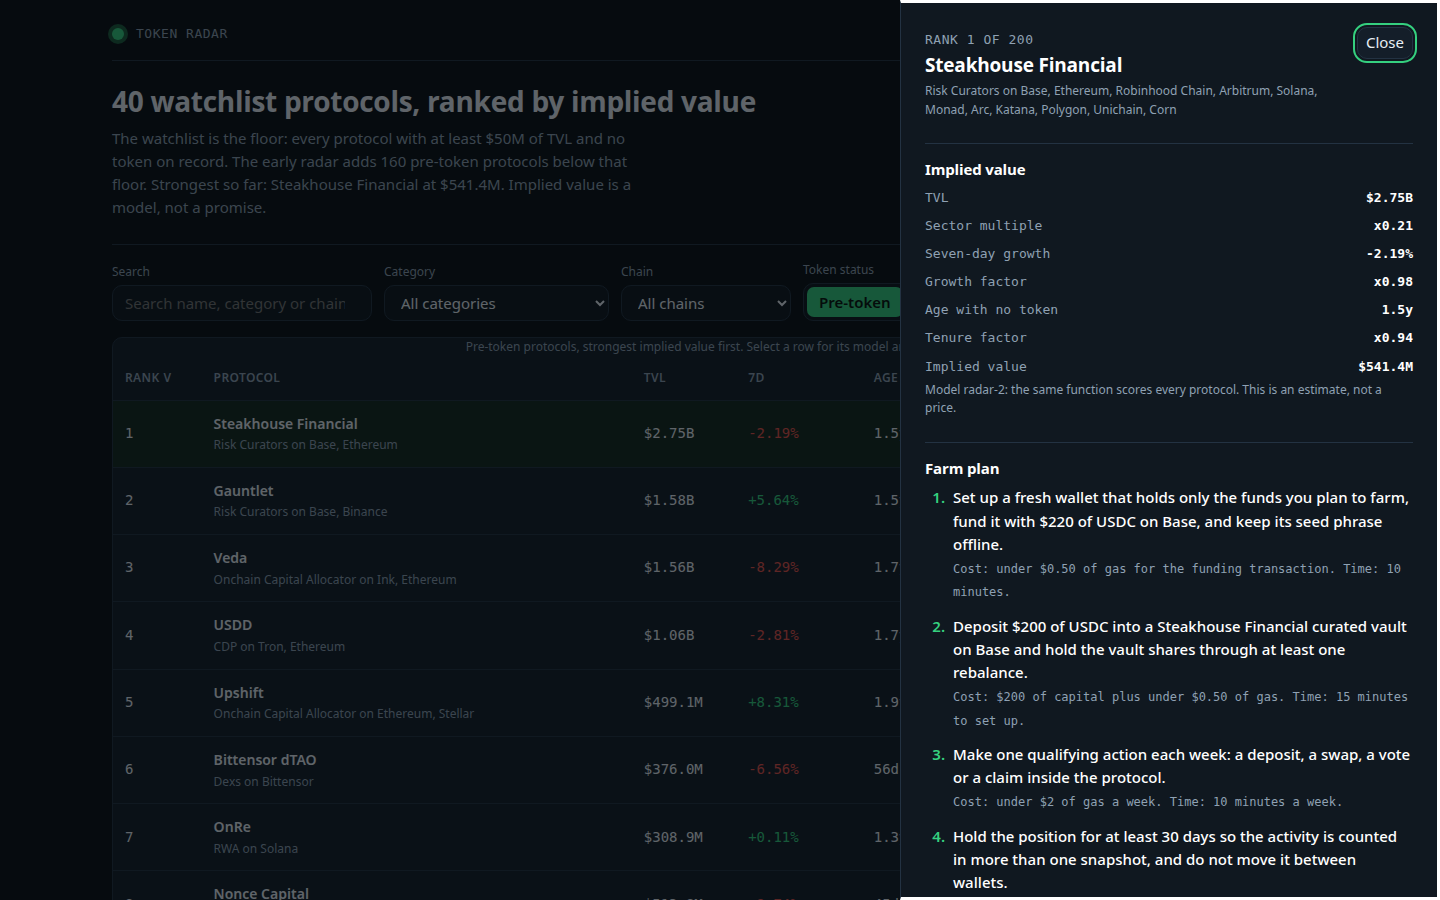 TOKEN RADAR
40 watchlist protocols, ranked by implied value
The watchlist is the floor: every protocol with at least $50M of TVL and no
token on record. The early radar adds 160 pre-token protocols below that
floor. Strongest so far: Steakhouse Financial at $541.4M. Implied value is a
model, not a promise.
Search
Category
Chain
Token status
Search name, category or chain
All categories
All chains
Pre-token
Pre-token protocols, strongest implied value first. Select a row for its model
RANK V
PROTOCOL
TVL
7D
AGE
1
Steakhouse Financial
Risk Curators on Base, Ethereum
$2.75B
-2.19%
1.5
2
Gauntlet
Risk Curators on Base, Binance
$1.58B
+5.64%
1.5
3
Veda
Onchain Capital Allocator on Ink, Ethereum
$1.56B
-8.29%
1.7
4
USDD
CDP on Tron, Ethereum
$1.06B
-2.81%
1.7
5
Upshift
Onchain Capital Allocator on Ethereum, Stellar
$499.1M
+8.31%
1.9
6
Bittensor dTAO
Dexs on Bittensor
$376.0M
-6.56%
56d
7
OnRe
RWA on Solana
$308.9M
+0.11%
1.3
Nonce Capital
RANK 1 OF 200
Close
Steakhouse Financial
Risk Curators on Base, Ethereum, Robinhood Chain, Arbitrum, Solana,
Monad, Arc, Katana, Polygon, Unichain, Corn
Implied value
TVL $2.75B
Sector multiple x0.21
Seven-day growth -2.19%
Growth factor x0.98
Age with no token 1.5y
Tenure factor x0.94
Implied value $541.4M
Model radar-2: the same function scores every protocol. This is an estimate, not a
price.
Farm plan
1. Set up a fresh wallet that holds only the funds you plan to farm,
fund it with $220 of USDC on Base, and keep its seed phrase
offline.
Cost: under $0.50 of gas for the funding transaction. Time: 10
minutes.
2. Deposit $200 of USDC into a Steakhouse Financial curated vault
on Base and hold the vault shares through at least one
rebalance.
Cost: $200 of capital plus under $0.50 of gas. Time: 15 minutes
to set up.
3. Make one qualifying action each week: a deposit, a swap, a vote
or a claim inside the protocol.
Cost: under $2 of gas a week. Time: 10 minutes a week.
4. Hold the position for at least 30 days so the activity is counted
in more than one snapshot, and do not move it between
wallets.